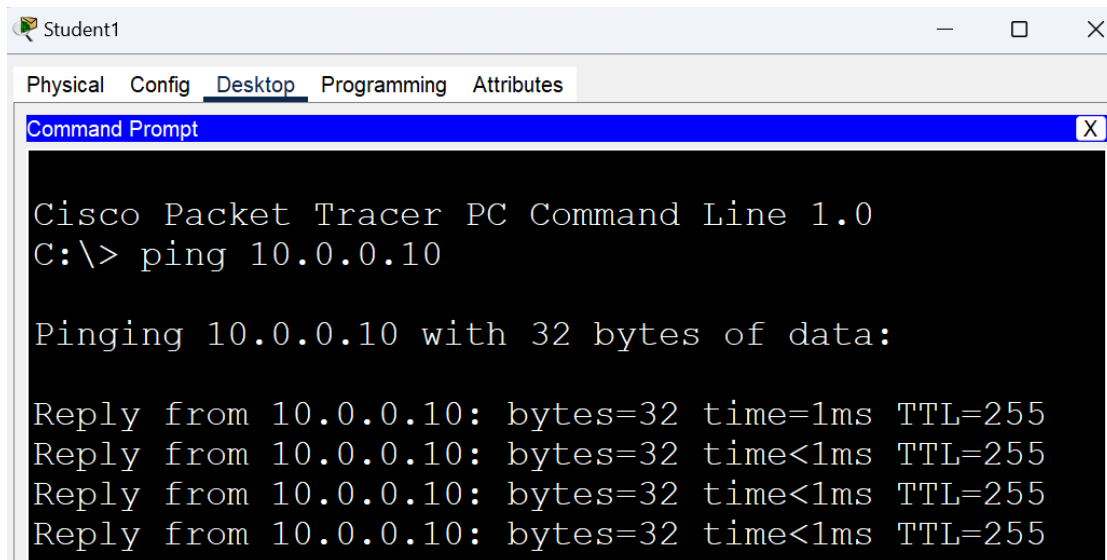 Student1
Physical Config Desktop Programming Attributes
Command Prompt X
Cisco Packet Tracer PC Command Line 1.0
C:\> ping 10.0.0.10
Pinging 10.0.0.10 with 32 bytes of data:
Reply from 10.0.0.10: bytes=32 time=1ms TTL=255
Reply from 10.0.0.10: bytes=32 time<1ms TTL=255
Reply from 10.0.0.10: bytes=32 time<1ms TTL=255
Reply from 10.0.0.10: bytes=32 time<1ms TTL=255